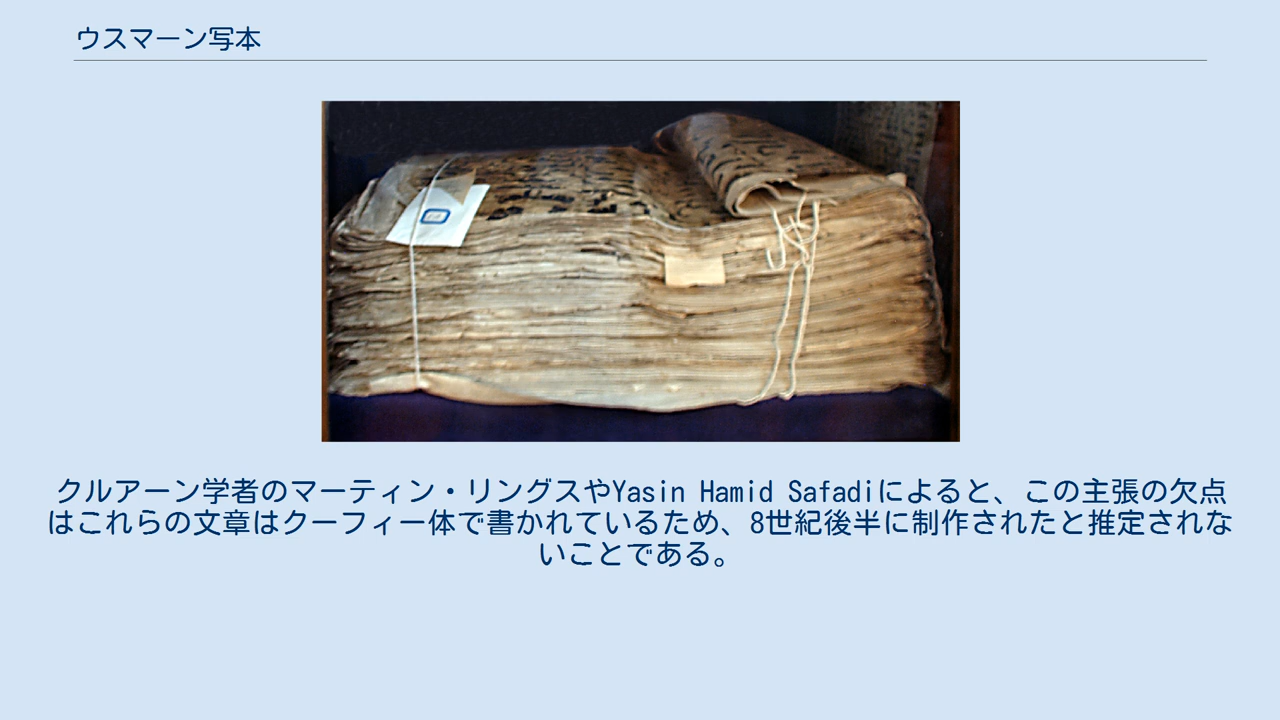 ウスマーン写本
クルアーン学者のマーティン・リングスやYasin Hamid Safadiによると、この主張の欠点
はこれらの文章はクーフィー体で書かれているため、8世紀後半に制作されたと推定されな
いことである。